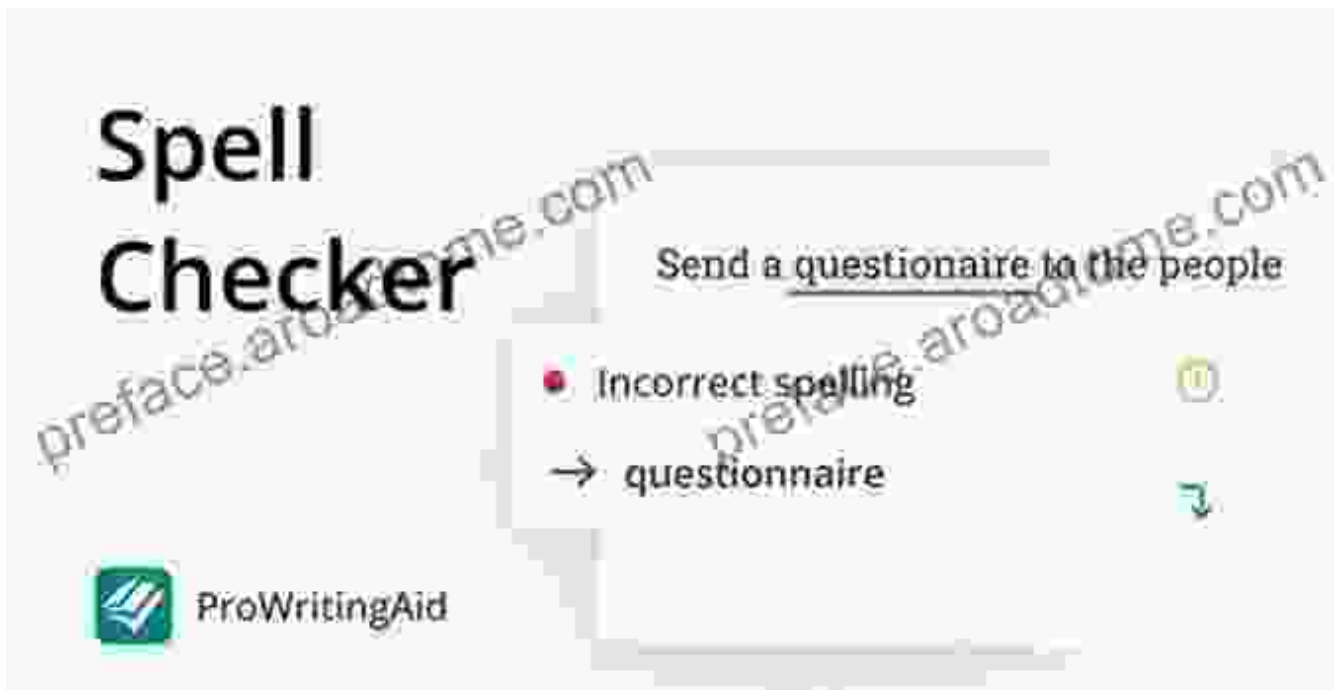 Spell
Checker
Send a questionaire to the people
Incorrect spelling
→ questionnaire
ProWritingAid
preface.aroadtome.com
preface.aroadtome.com